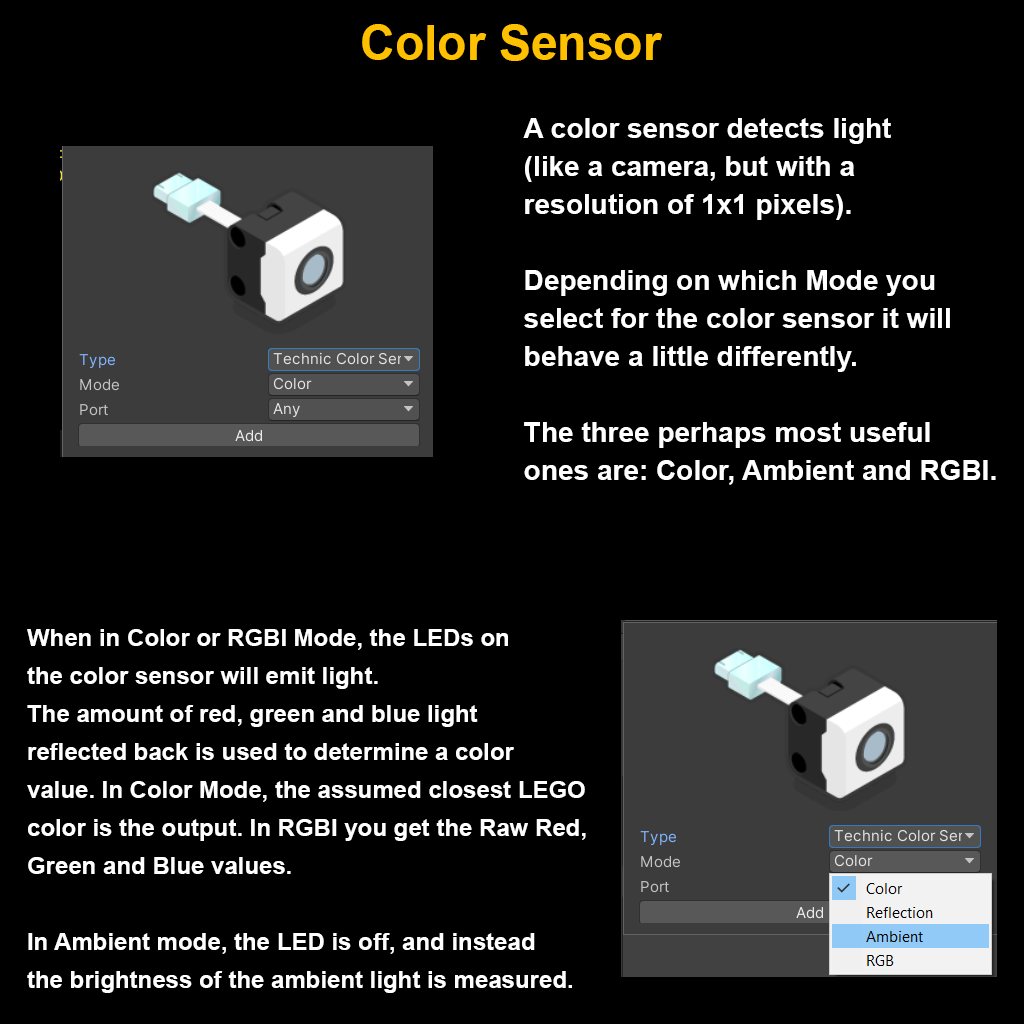 Color Sensor
A color sensor detects light
(like a camera, but with a
resolution of 1x1 pixels).
Depending on which Mode you
select for the color sensor it will
behave a little differently.
The three perhaps most useful
ones are: Color, Ambient and RGBI.
Type
Technic Color Ser
Mode
Color
Port
Any
Add
When in Color or RGBI Mode, the LEDs on
the color sensor will emit light.
The amount of red, green and blue light
reflected back is used to determine a color
value. In Color Mode, the assumed closest LEGO
color is the output. In RGBI you get the Raw Red,
Green and Blue values.
In Ambient mode, the LED is off, and instead
the brightness of the ambient light is measured.
Type
Technic Color Ser
Mode
Color
Port
Add
Color
Reflection
Ambient
RGB